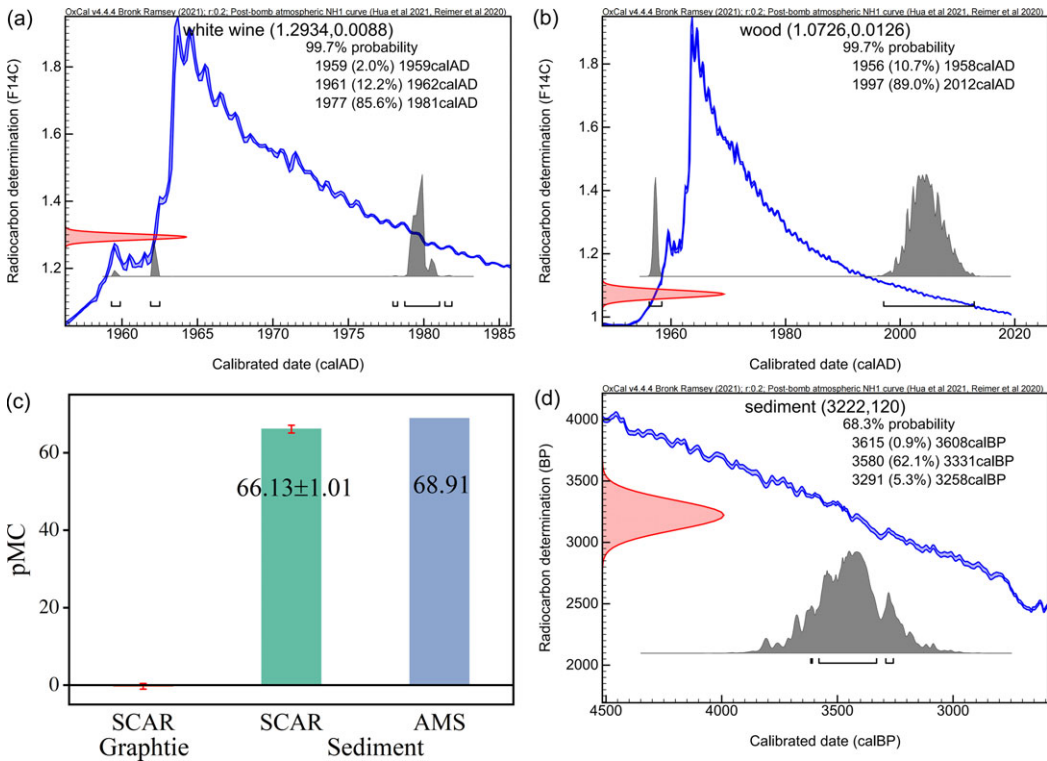 (a)
OxCal v4.4.4 Bronk Ramsey (2021); r:0.2; Post-bomb atmospheric NH1 curve (Hua et al 2021, Reimer et al 2020)
white wine (1.2934,0.0088)
99.7% probability
1959 (2.0%) 1959calAD
1961 (12.2%) 1962calAD
1977 (85.6%) 1981calAD
Radiocarbon determination (F14C)
1.8
1.6
1.4
1.2
1960
1965
1970
1975
1980
1985
Calibrated date (calAD)
(b)
OxCal v4.4.4 Bronk Ramsey (2021); r:0.2; Post-bomb atmospheric NH1 curve (Hua et al 2021, Reimer et al 2020)
wood (1.0726,0.0126)
99.7% probability
1956 (10.7%) 1958calAD
1997 (89.0%) 2012calAD
Radiocarbon determination (F14C)
1.8
1.6
1.4
1.2
1
1960
1980
2000
2020
Calibrated date (calAD)
(c)
pMC
60
40
20
0
66.13±1.01
68.91
SCAR
SCAR
AMS
Graphtie
Sediment
(d)
OxCal v4.4.4 Bronk Ramsey (2021); r:0.2; Post-bomb atmospheric NH1 curve (Hua et al 2021, Reimer et al 2020)
sediment (3222,120)
68.3% probability
3615 (0.9%) 3608calBP
3580 (62.1%) 3331calBP
3291 (5.3%) 3258calBP
Radiocarbon determination (BP)
4000
3500
3000
2500
2000
4500
4000
3500
3000
Calibrated date (calBP)